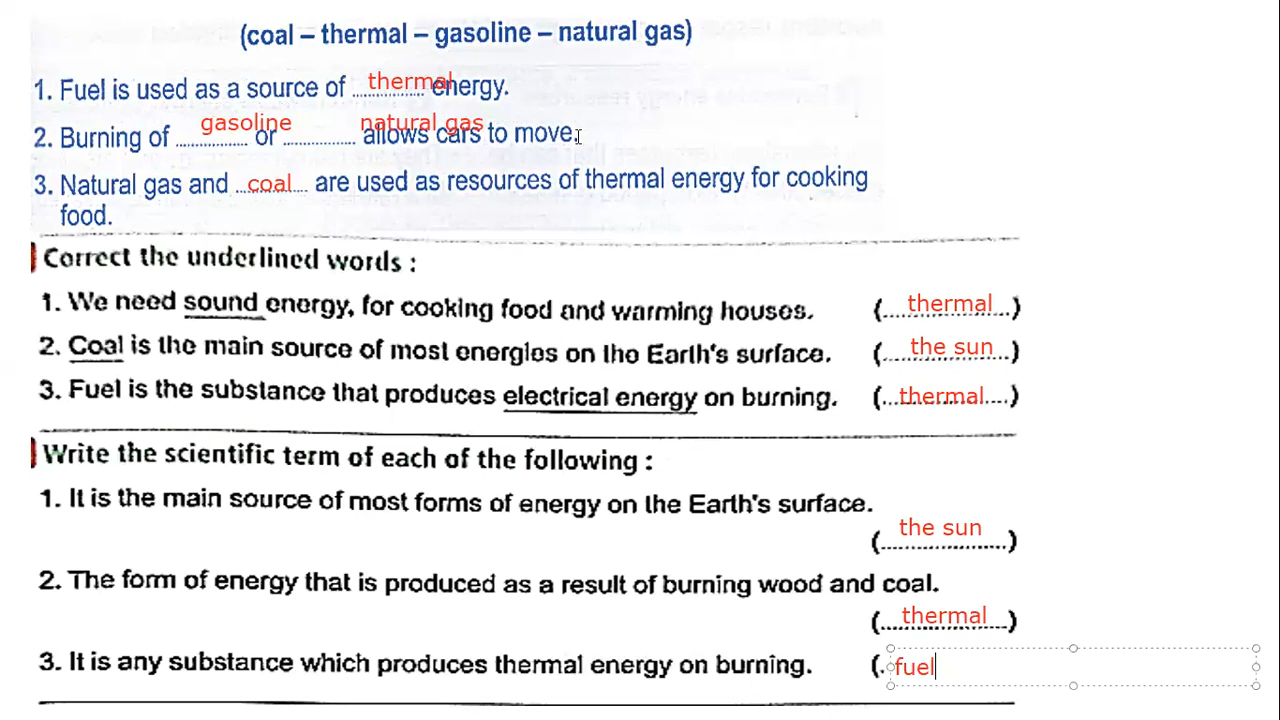 (coal – thermal – gasoline – natural gas)
1. Fuel is used as a source of thermal energy.
2. Burning of gasoline or natural gas allows cars to move.
3. Natural gas and coal are used as resources of thermal energy for cooking
food.
Correct the underlined words :
1. We need sound energy, for cooking food and warming houses. (....thermal...)
2. Coal is the main source of most energies on the Earth's surface. (....the sun....)
3. Fuel is the substance that produces electrical energy on burning. (...thermal....)
Write the scientific term of each of the following :
1. It is the main source of most forms of energy on the Earth's surface.
(the sun)
2. The form of energy that is produced as a result of burning wood and coal.
(thermal)
3. It is any substance which produces thermal energy on burning. (. fuel